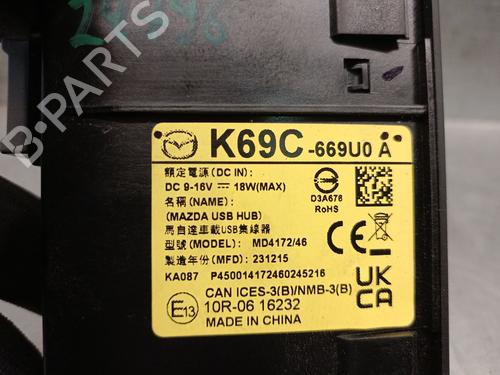 K69C -669U0 A
額定電源 (DC IN):
DC 9-16V ⎓ 18W(MAX)
名稱 (NAME):
(MAZDA USB HUB)
馬自達車載USB集線器
型號 (MODEL): MD4172/46
製造年份 (MFD): 231215
KA087 P450014172460245216
D3A678
RoHS
CE
UK
CA
E13
CAN ICES-3(B)/NMB-3(B)
10R-06 16232
MADE IN CHINA
B-PARTS